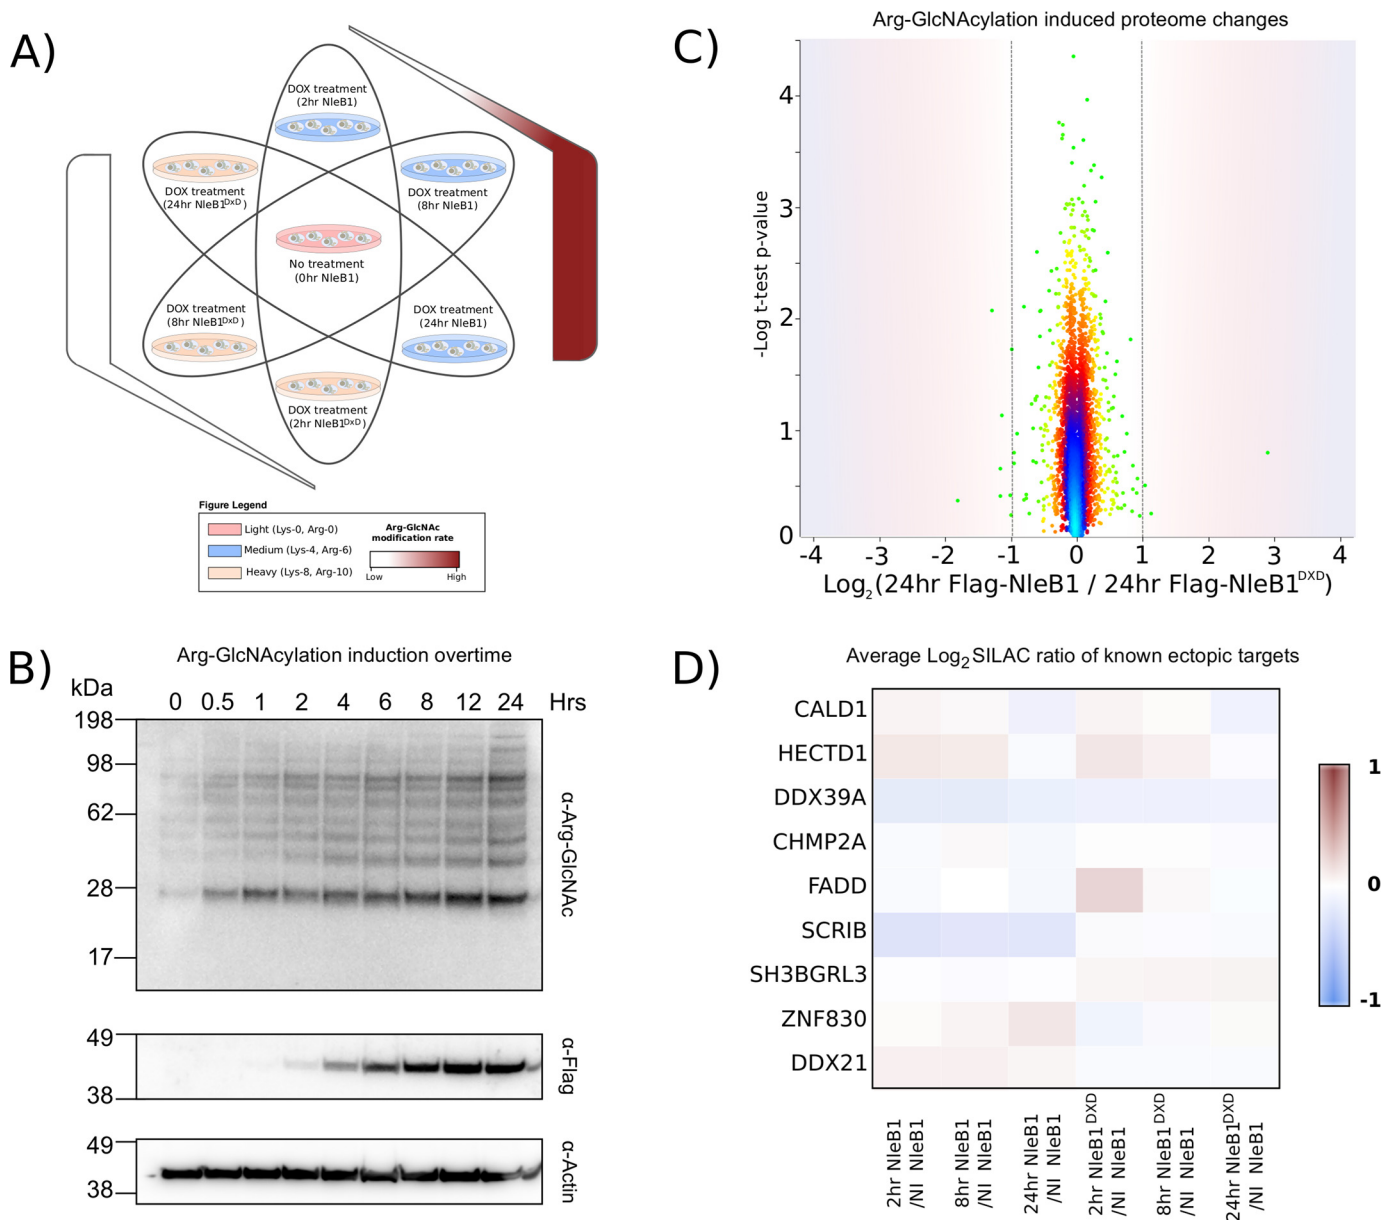 A)
DOX treatment
(2hr NleB1)
DOX treatment
(24hr NleB1DxD)
DOX treatment
(8hr NleB1)
No treatment
(0hr NleB1)
DOX treatment
(8hr NleB1DxD)
DOX treatment
(24hr NleB1)
DOX treatment
(2hr NleB1DxD)
Figure Legend
Light (Lys-0, Arg-0)
Medium (Lys-4, Arg-6)
Heavy (Lys-8, Arg-10)
Arg-GlcNAc
modification rate
Low High
B)
Arg-GlcNAcylation induction overtime
kDa 0 0.5 1 2 4 6 8 12 24 Hrs
198
98
62
28
17
α-Arg-GlcNAc
49
38
α-Flag
49
38
α-Actin
C)
Arg-GlcNAcylation induced proteome changes
-Log t-test p-value
4
3
2
1
0
-4 -3 -2 -1 0 1 2 3 4
Log2(24hr Flag-NleB1 / 24hr Flag-NleB1DXD)
D)
Average Log2SILAC ratio of known ectopic targets
CALD1
HECTD1
DDX39A
CHMP2A
FADD
SCRIB
SH3BGRL3
ZNF830
DDX21
1
0
-1
2hr NleB1
/NI NleB1
8hr NleB1
/NI NleB1
24hr NleB1
/NI NleB1
2hr NleB1DXD
/NI NleB1
8hr NleB1DXD
/NI NleB1
24hr NleB1DXD
/NI NleB1